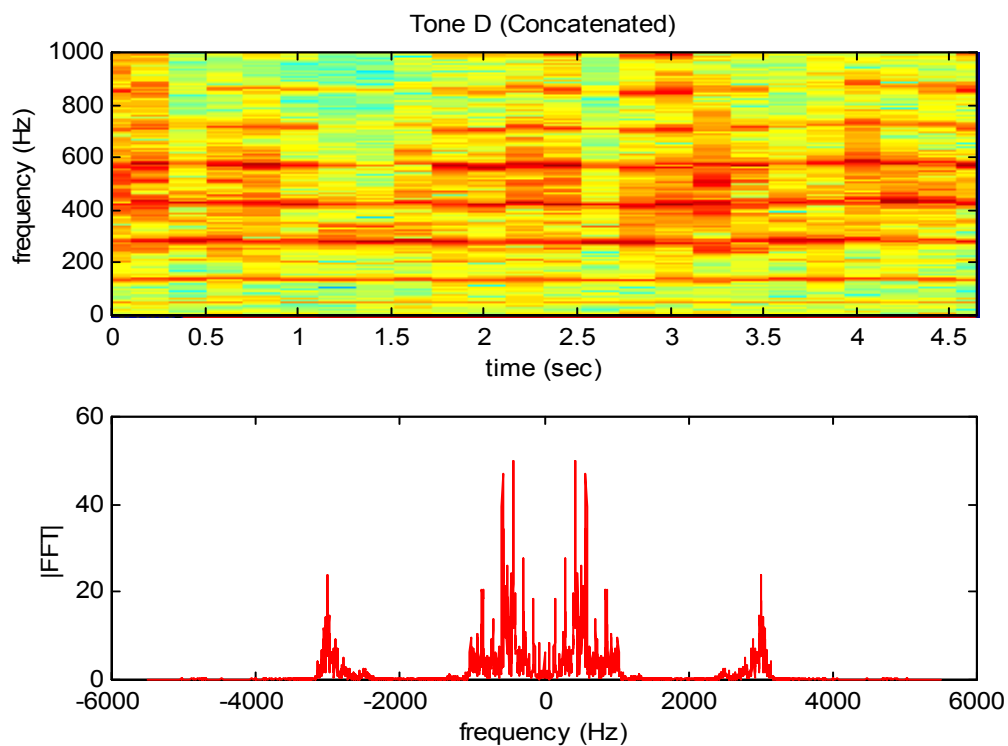 Tone D (Concatenated)
1000
800
600
400
200
0
frequency (Hz)
0 0.5 1 1.5 2 2.5 3 3.5 4 4.5
time (sec)
60
40
20
0
|FFT|
-6000 -4000 -2000 0 2000 4000 6000
frequency (Hz)